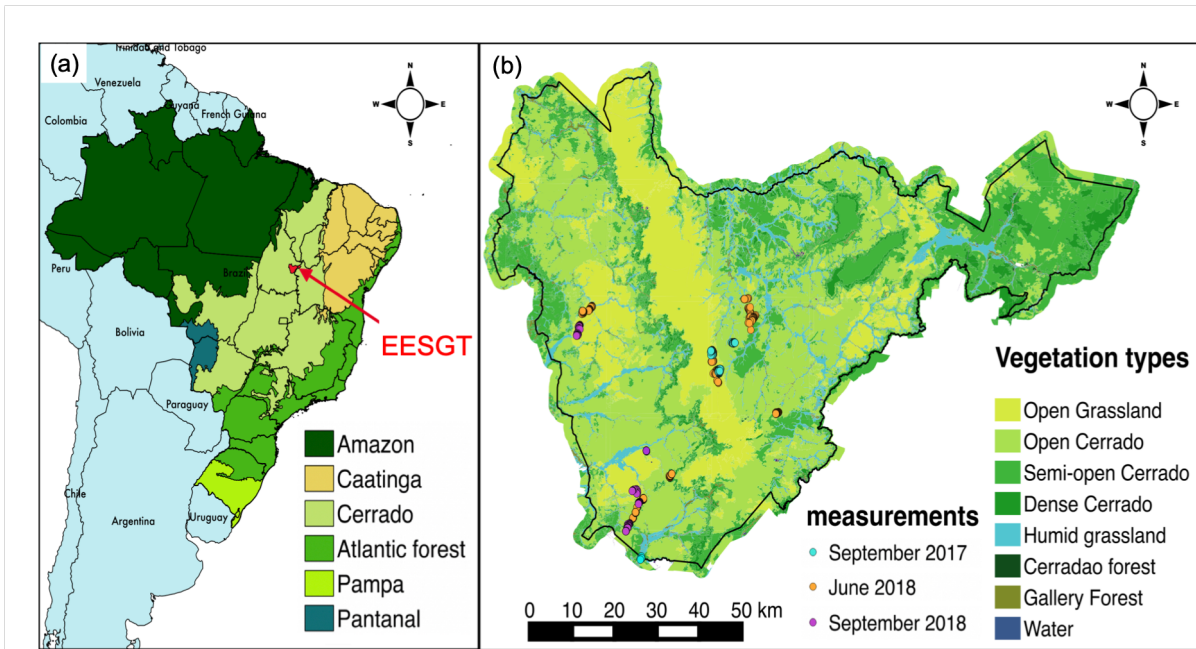 (a)
Trinidad and Tobago
Venezuela
Guyana
French Guiana
Colombia
N
W E
S
Peru
Brazil
Bolivia
EESGT
Paraguay
Chile
Argentina
Uruguay
Amazon
Caatinga
Cerrado
Atlantic forest
Pampa
Pantanal
(b)
N
W E
S
Vegetation types
Open Grassland
Open Cerrado
Semi-open Cerrado
Dense Cerrado
Humid grassland
Cerradao forest
Gallery Forest
Water
measurements
September 2017
June 2018
September 2018
0 10 20 30 40 50 km